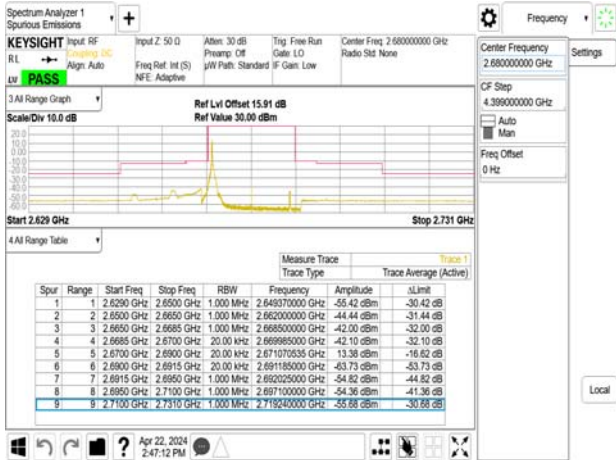 Spectrum Analyzer 1
Spurious Emissions
Frequency
KEYSIGHT Input: RF Input Z: 50 Ω Atten: 30 dB Trig: Free Run Center Freq: 2.680000000 GHz
RL Coupling: DC Preamp: Off Gate: LO Radio Std: None
Align: Auto Freq Ref: Int (S) µW Path: Standard IF Gain: Low
NFE: Adaptive
PASS
Center Frequency
2.680000000 GHz
Settings
CF Step
4.399000000 GHz
Auto
Man
Freq Offset
0 Hz
3 All Range Graph
Scale/Div 10.0 dB
Ref Lvl Offset 15.91 dB
Ref Value 30.00 dBm
20.0
10.0
0.00
Start 2.629 GHz
Stop 2.731 GHz
4 All Range Table
Measure Trace Trace 1
Trace Type Trace Average (Active)
Spur Range Start Freq Stop Freq RBW Frequency Amplitude ΔLimit
1 1 2.6290 GHz 2.6500 GHz 1.000 MHz 2.649370000 GHz -55.42 dBm -30.42 dB
2 2 2.6500 GHz 2.6650 GHz 1.000 MHz 2.662000000 GHz -44.44 dBm -31.44 dB
3 3 2.6650 GHz 2.6685 GHz 1.000 MHz 2.668500000 GHz -42.00 dBm -32.00 dB
4 4 2.6685 GHz 2.6700 GHz 20.00 kHz 2.669985000 GHz -42.10 dBm -32.10 dB
5 5 2.6700 GHz 2.6900 GHz 20.00 kHz 2.671070535 GHz 13.38 dBm -16.62 dB
6 6 2.6900 GHz 2.6915 GHz 20.00 kHz 2.691185000 GHz -63.73 dBm -53.73 dB
7 7 2.6915 GHz 2.6950 GHz 1.000 MHz 2.692025000 GHz -54.82 dBm -44.82 dB
8 8 2.6950 GHz 2.7100 GHz 1.000 MHz 2.697100000 GHz -54.36 dBm -41.36 dB
9 9 2.7100 GHz 2.7310 GHz 1.000 MHz 2.719240000 GHz -55.68 dBm -30.68 dB
Local
Apr 22, 2024
2:47:12 PM